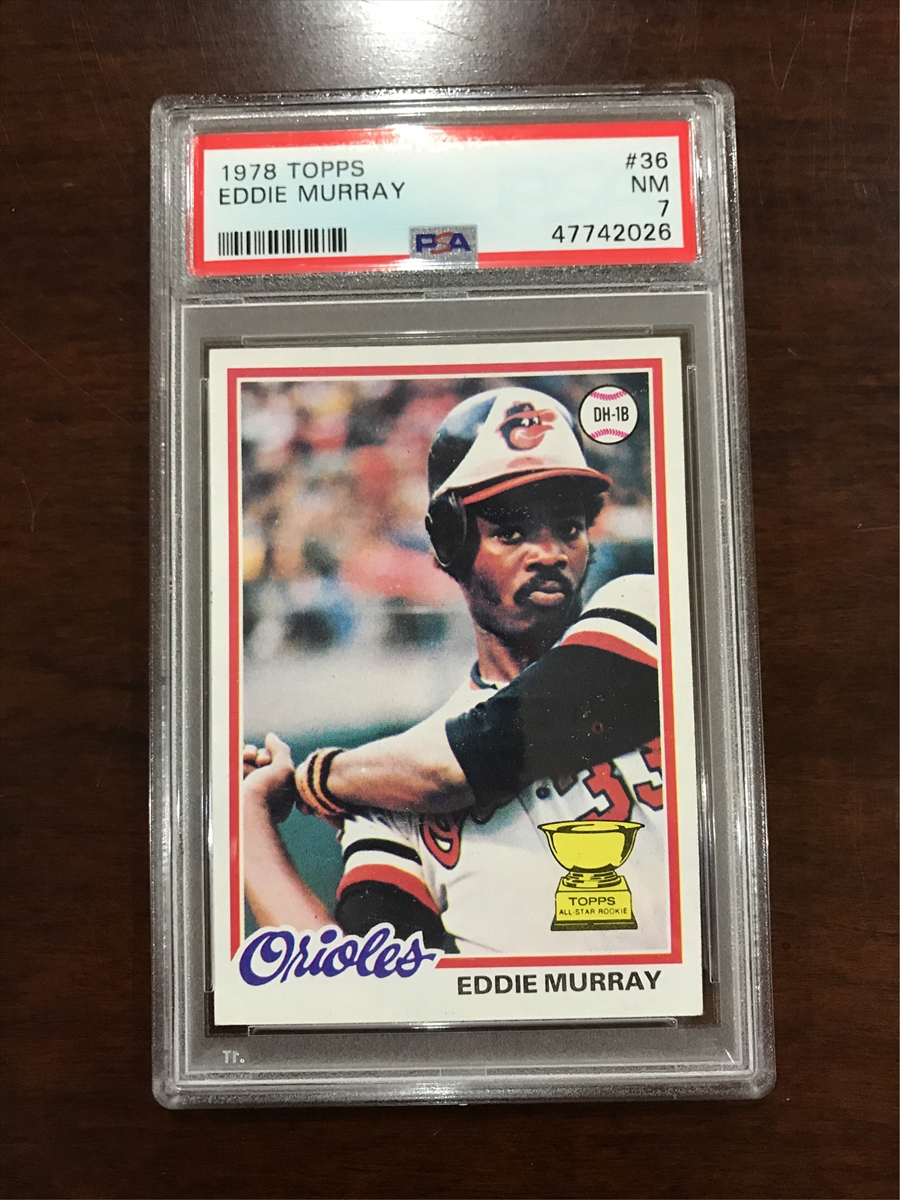 1978 TOPPS
#36
EDDIE MURRAY
NM
7
PSA
47742026
DH-1B
33
TOPPS
ALL-STAR ROOKIE
Orioles
EDDIE MURRAY